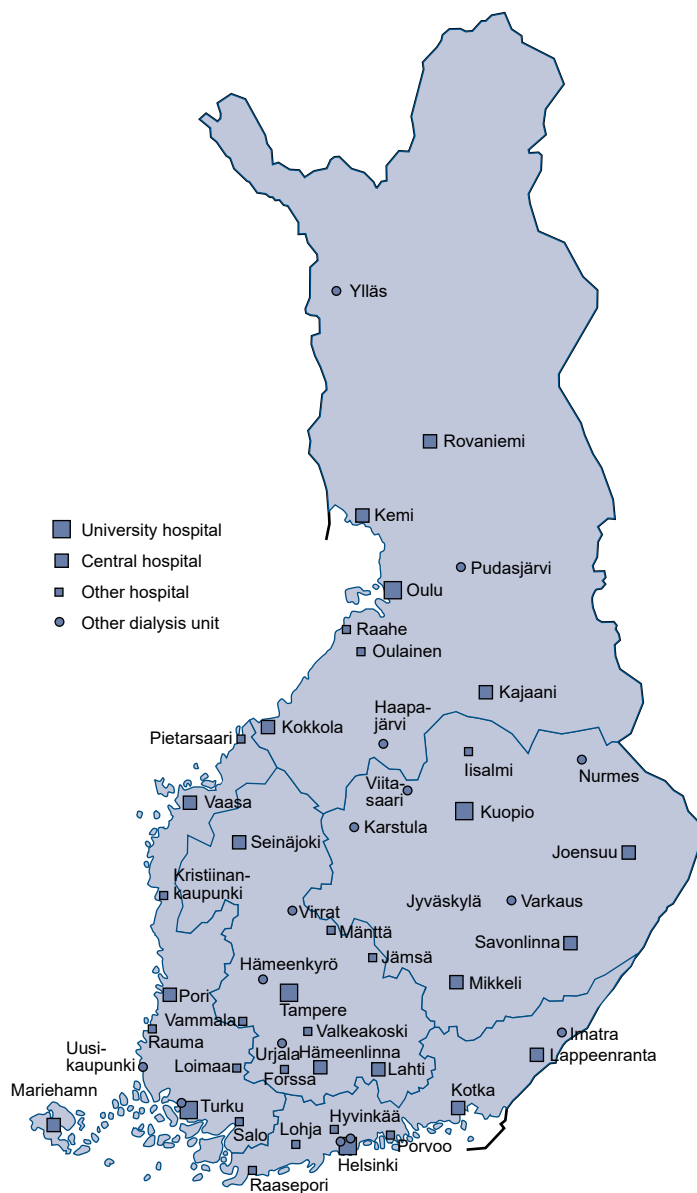 Ylläs
Rovaniemi
Kemi
University hospital
Central hospital
Other hospital
Other dialysis unit
Pudasjärvi
Oulu
Raahe
Oulainen
Kajaani
Haapa-
järvi
Kokkola
Pietarsaari
Iisalmi
Nurmes
Viita-
saari
Vaasa
Kuopio
Karstula
Seinäjoki
Joensuu
Kristiinan-
kaupunki
Jyväskylä
Varkaus
Virrat
Mänttä
Savonlinna
Jämsä
Hämeenkyrö
Mikkeli
Pori
Tampere
Vammala
Rauma
Valkeakoski
Imatra
Uusi-
kaupunki
Urjala
Hämeenlinna
Lappeenranta
Loimaa
Forssa
Lahti
Mariehamn
Turku
Kotka
Salo
Lohja
Hyvinkää
Porvoo
Helsinki
Raasepori